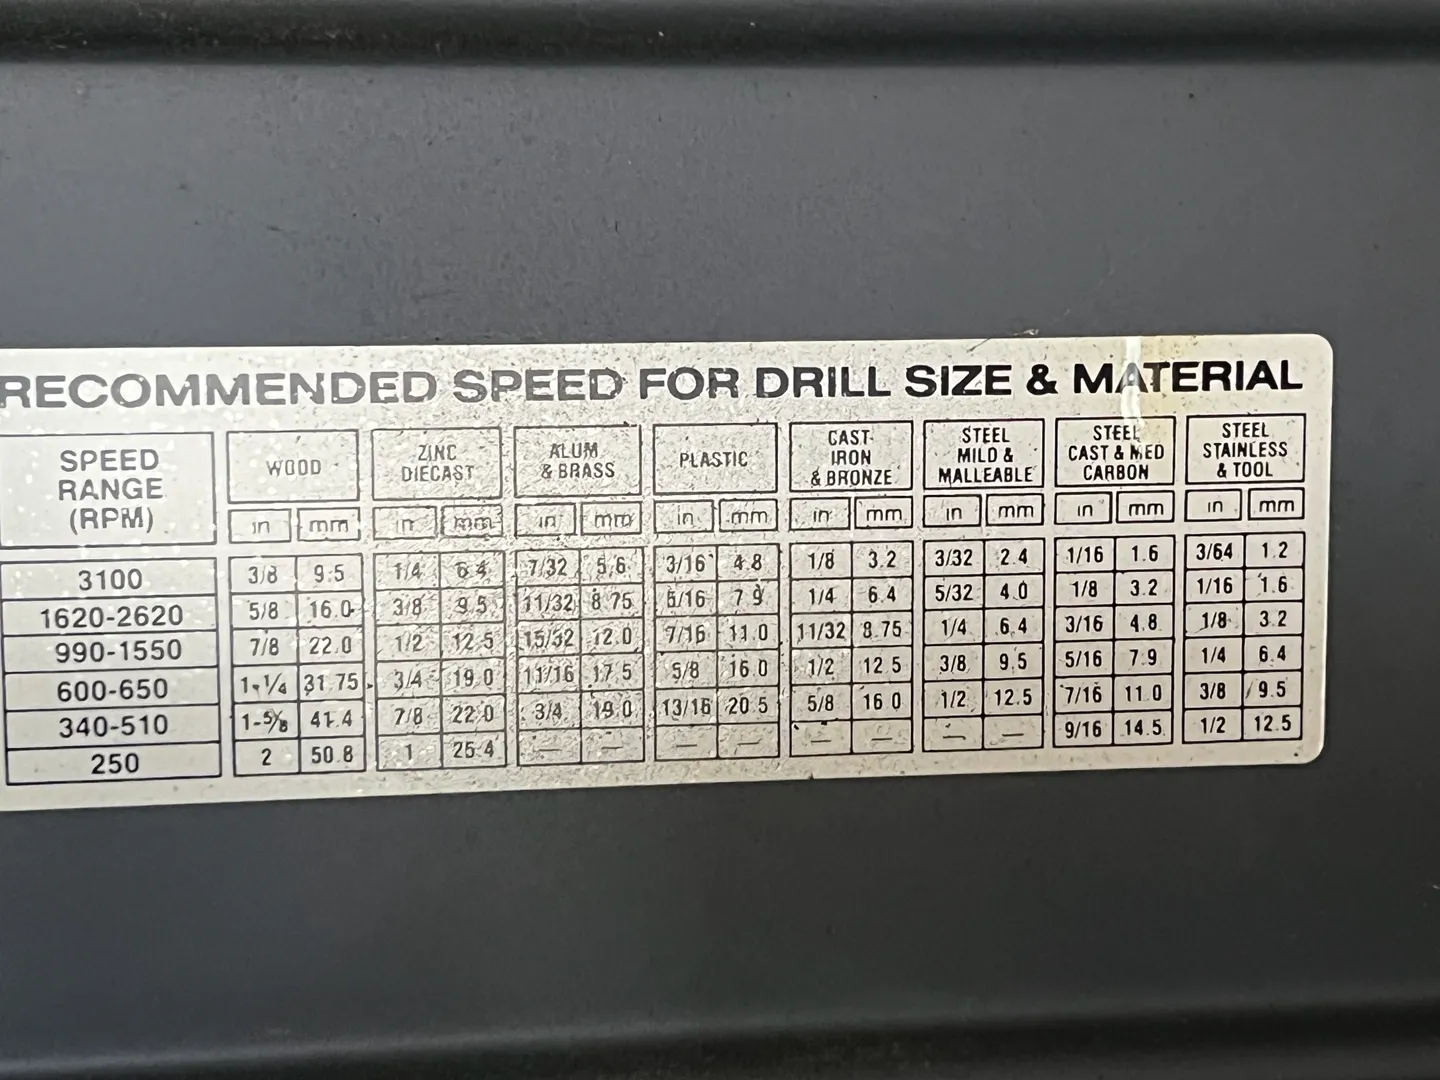 RECOMMENDED SPEED FOR DRILL SIZE & MATERIAL
SPEED RANGE (RPM) WOOD ZINC DIECAST ALUM & BRASS PLASTIC CAST IRON & BRONZE STEEL MILD & MALLEABLE STEEL CAST & MED CARBON STEEL STAINLESS & TOOL
in mm in mm in mm in mm in mm in mm in mm in mm
3100 3/8 9.5 1/4 6.4 7/32 5.6 3/16 4.8 1/8 3.2 3/32 2.4 1/16 1.6 3/64 1.2
1620-2620 5/8 16.0 3/8 9.5 11/32 8.75 5/16 7.9 1/4 6.4 5/32 4.0 1/8 3.2 1/16 1.6
990-1550 7/8 22.0 1/2 12.5 15/32 12.0 7/16 11.0 11/32 8.75 1/4 6.4 3/16 4.8 1/8 3.2
600-650 1-1/4 31.75 3/4 19.0 11/16 17.5 5/8 16.0 1/2 12.5 3/8 9.5 5/16 7.9 1/4 6.4
340-510 1-5/8 41.4 7/8 22.0 3/4 19.0 13/16 20.5 5/8 16.0 1/2 12.5 7/16 11.0 3/8 9.5
250 2 50.8 1 25.4 — — — — — — — — 9/16 14.5 1/2 12.5